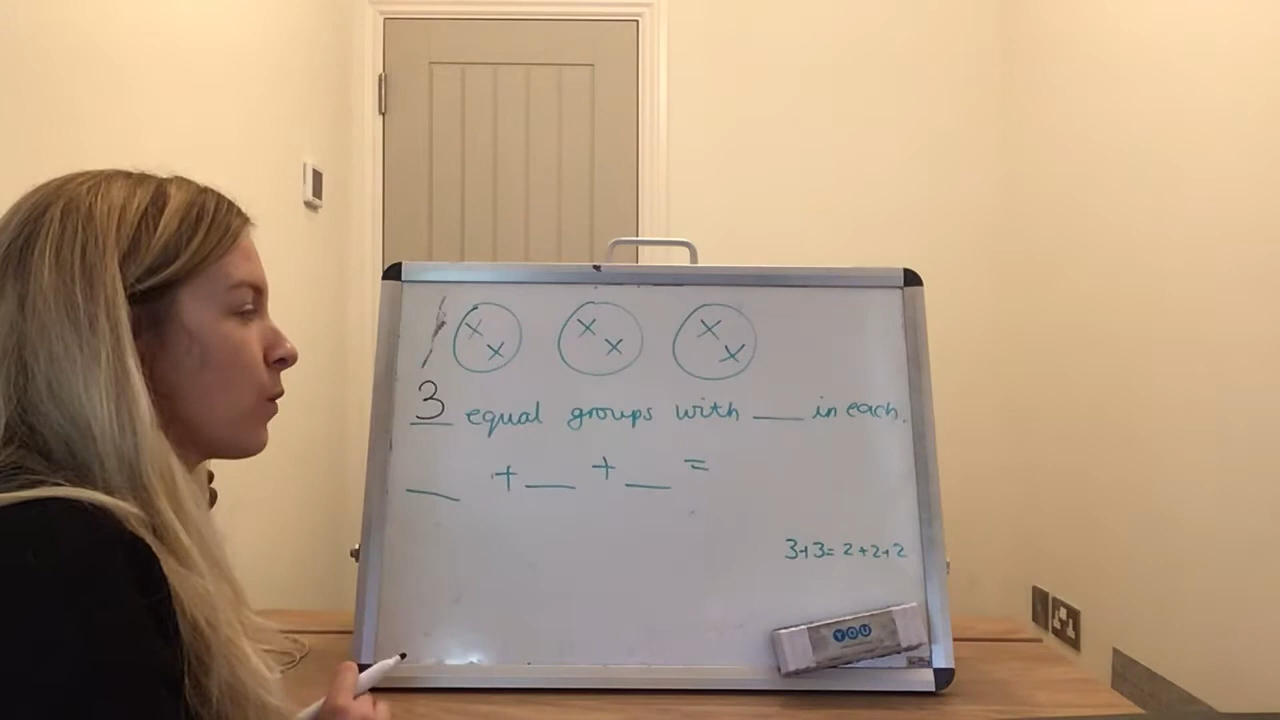 3 equal groups with ___ in each.
___ + ___ + ___ =
3+3=2+2+2
YOU